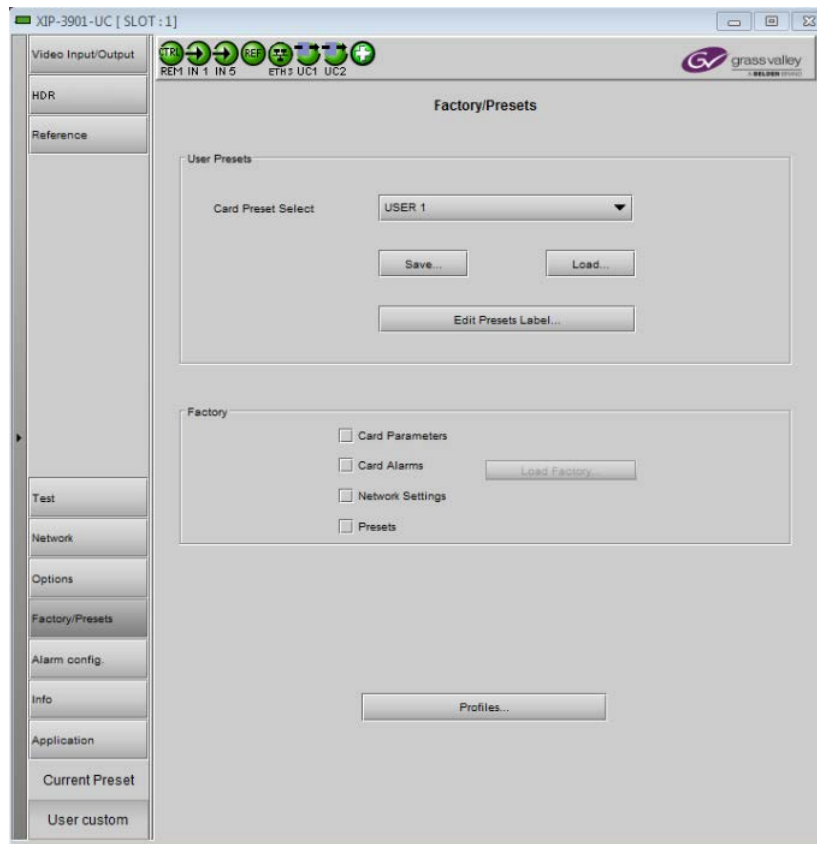 XIP-3901-UC [ SLOT : 1]
Video Input/Output
HDR
Reference
Test
Network
Options
Factory/Presets
Alarm config.
Info
Application
Current Preset
User custom
CTRL REF
REM IN 1 IN 5 ETH3 UC1 UC2
grass valley
A BELDEN BRAND
Factory/Presets
User Presets
Card Preset Select USER 1
Save... Load...
Edit Presets Label...
Factory
Card Parameters
Card Alarms Load Factory...
Network Settings
Presets
Profiles...